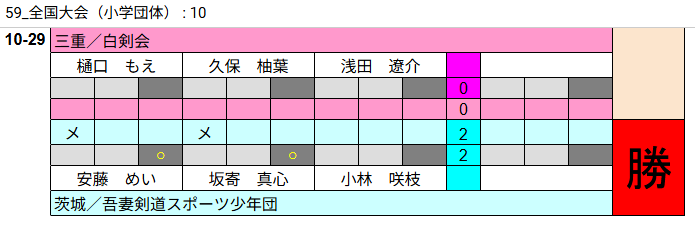 59_全国大会（小学団体）: 10
10-29 三重／白剣会
樋口 もえ 久保 柚葉 浅田 遼介
0
0
メ メ 2
○ ○ 2
勝
安藤 めい 坂寄 真心 小林 咲枝
茨城／吾妻剣道スポーツ少年団